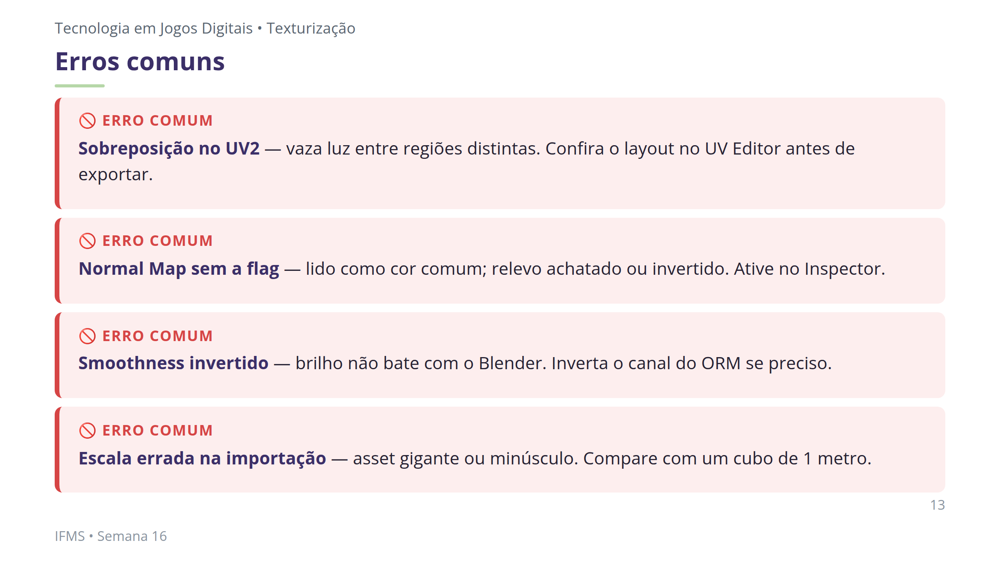 Tecnologia em Jogos Digitais • Texturização
Erros comuns
🚫 ERRO COMUM
Sobreposição no UV2 — vaza luz entre regiões distintas. Confira o layout no UV Editor antes de
exportar.
🚫 ERRO COMUM
Normal Map sem a flag — lido como cor comum; relevo achatado ou invertido. Ative no Inspector.
🚫 ERRO COMUM
Smoothness invertido — brilho não bate com o Blender. Inverta o canal do ORM se preciso.
🚫 ERRO COMUM
Escala errada na importação — asset gigante ou minúsculo. Compare com um cubo de 1 metro.
13
IFMS • Semana 16